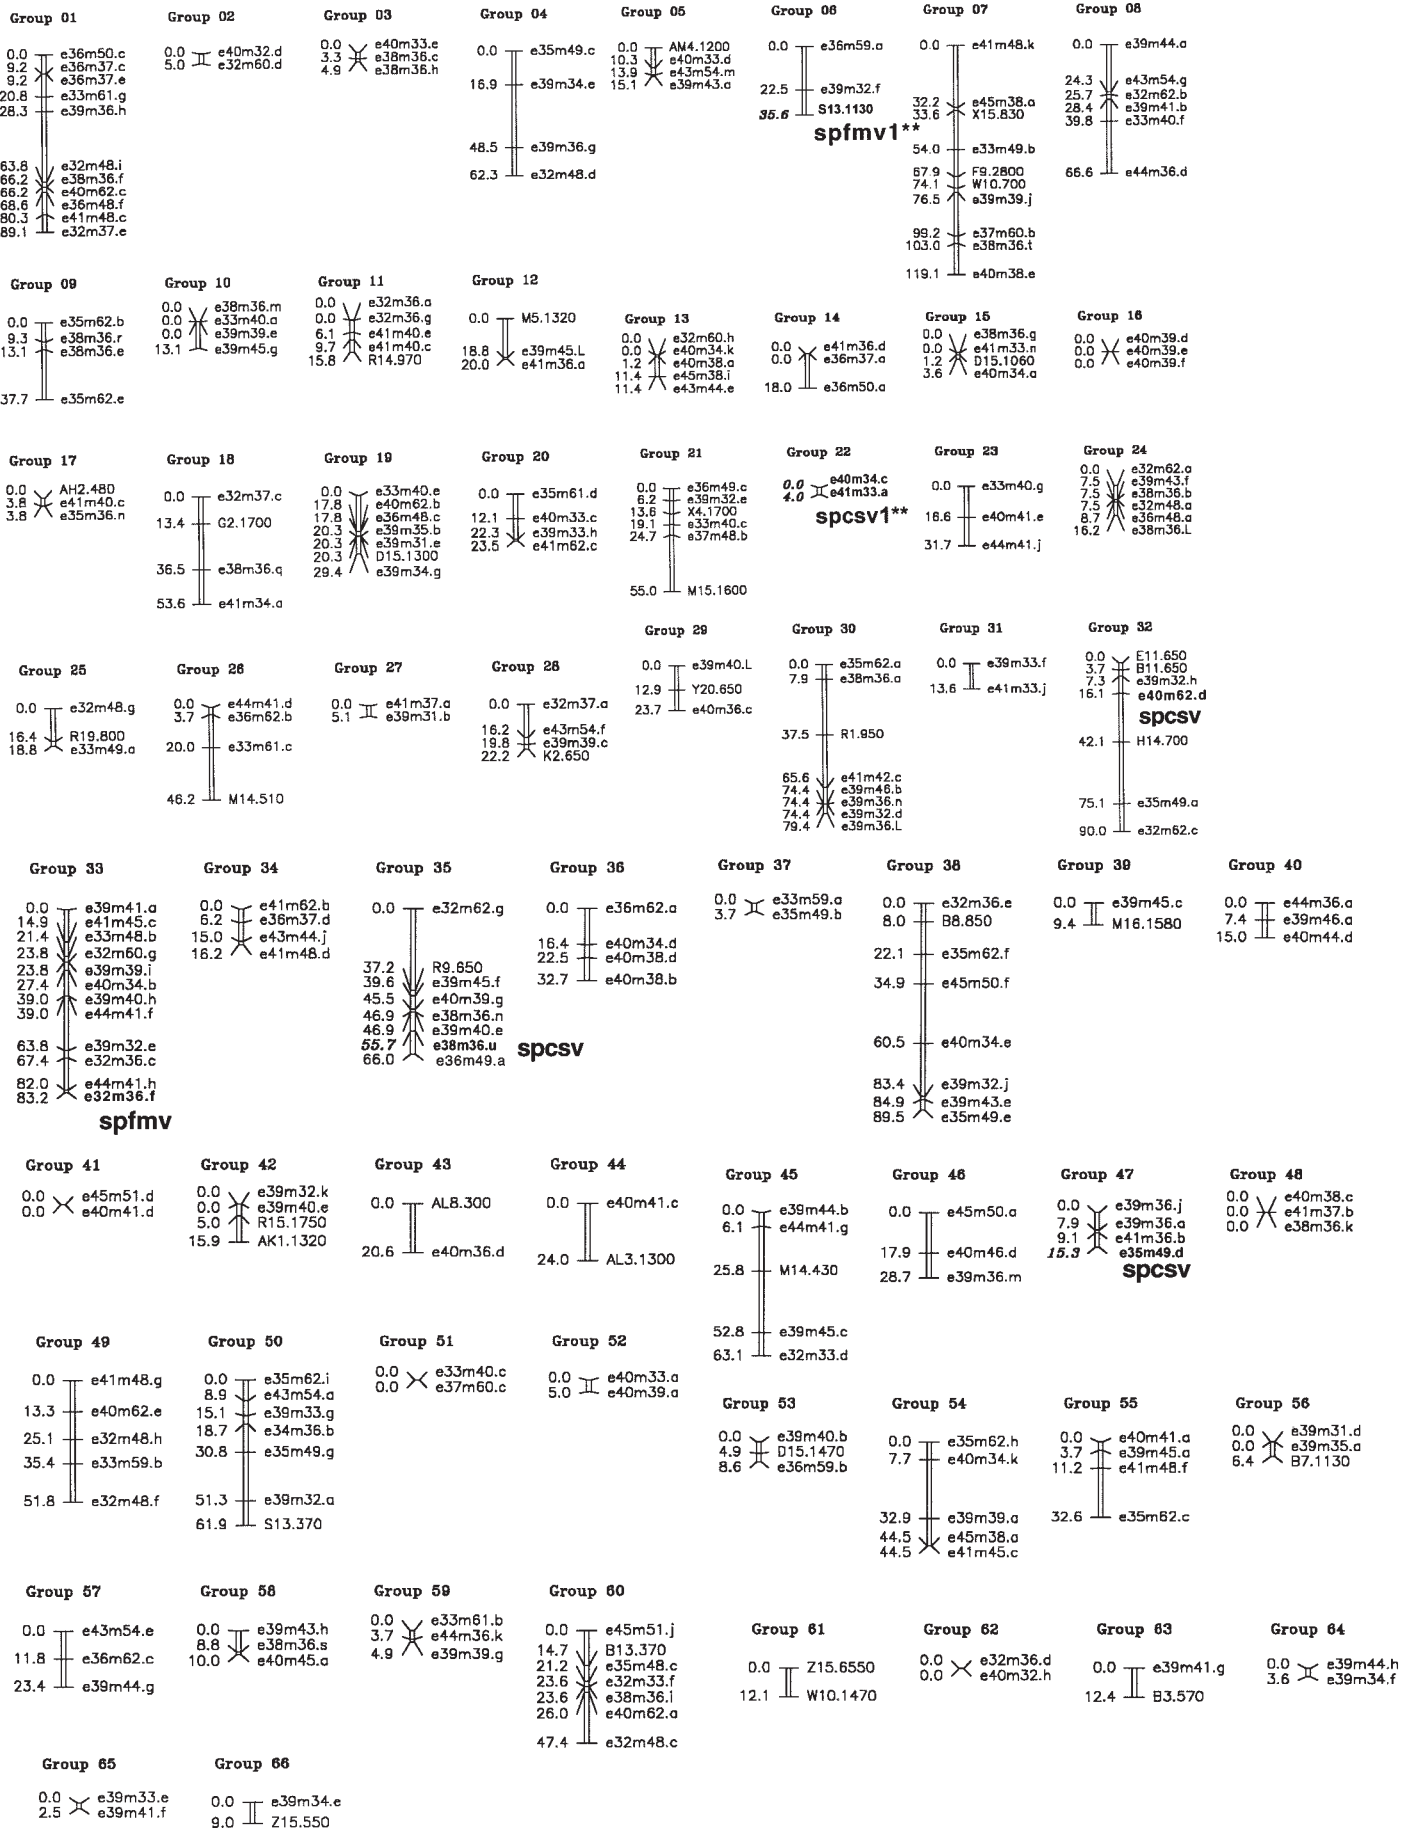 Group 01
0.0 e36m50.c
9.2 e36m37.c
9.2 e36m37.e
20.8 e33m61.g
28.3 e39m36.h
63.8 e32m48.i
66.2 e38m36.f
66.2 e40m62.c
68.6 e36m48.f
80.3 e41m48.c
89.1 e32m37.e
Group 02
0.0 e40m32.d
5.0 e32m60.d
Group 03
0.0 e40m33.e
3.3 e38m36.c
4.9 e38m36.h
Group 04
0.0 e35m49.c
16.9 e39m34.e
48.5 e39m36.g
62.3 e32m48.d
Group 05
0.0 AM4.1200
10.3 e40m33.d
13.9 e43m54.m
15.1 e39m43.a
Group 06
0.0 e36m59.a
22.5 e39m32.f
35.6 S13.1130
spfmv1**
Group 07
0.0 e41m48.k
32.2 e45m38.a
33.6 X15.830
54.0 e33m49.b
67.9 F9.2800
74.1 W10.700
76.5 e39m39.j
99.2 e37m60.b
103.0 e38m36.t
119.1 e40m38.e
Group 08
0.0 e39m44.a
24.3 e43m54.g
25.7 e32m62.b
28.4 e39m41.b
39.8 e33m40.f
66.6 e44m36.d
Group 09
0.0 e35m62.b
9.3 e38m36.r
13.1 e38m36.e
37.7 e35m62.e
Group 10
0.0 e38m36.m
0.0 e33m40.a
0.0 e39m39.e
13.1 e39m45.g
Group 11
0.0 e32m36.a
0.0 e32m36.g
6.1 e41m40.e
9.7 e41m40.c
15.8 R14.970
Group 12
0.0 M5.1320
18.8 e39m45.L
20.0 e41m36.a
Group 13
0.0 e32m60.h
0.0 e40m34.k
1.2 e40m38.a
11.4 e45m38.i
11.4 e43m44.e
Group 14
0.0 e41m36.d
0.0 e36m37.a
18.0 e36m50.a
Group 15
0.0 e38m36.g
0.0 e41m33.n
1.2 D15.1060
3.6 e40m34.a
Group 16
0.0 e40m39.d
0.0 e40m39.e
0.0 e40m39.f
Group 17
0.0 AH2.480
3.8 e41m40.c
3.8 e35m36.n
Group 18
0.0 e32m37.c
13.4 G2.1700
36.5 e38m36.q
53.6 e41m34.a
Group 19
0.0 e33m40.e
17.8 e40m62.b
17.8 e36m48.c
20.3 e39m35.b
20.3 e39m31.e
20.3 D15.1300
29.4 e39m34.g
Group 20
0.0 e35m61.d
12.1 e40m33.c
22.3 e39m33.h
23.5 e41m62.c
Group 21
0.0 e36m49.c
6.2 e39m32.e
13.6 X4.1700
19.1 e33m40.c
24.7 e37m48.b
55.0 M15.1600
Group 22
0.0 e40m34.c
4.0 e41m33.a
spcsv1**
Group 23
0.0 e33m40.g
16.6 e40m41.e
31.7 e44m41.j
Group 24
0.0 e32m62.a
7.5 e39m43.f
7.5 e38m36.b
7.5 e32m48.a
8.7 e36m48.a
16.2 e38m36.L
Group 25
0.0 e32m48.g
16.4 R19.800
18.8 e33m49.a
Group 26
0.0 e44m41.d
3.7 e36m62.b
20.0 e33m61.c
46.2 M14.510
Group 27
0.0 e41m37.a
5.1 e39m31.b
Group 28
0.0 e32m37.a
16.2 e43m54.f
19.8 e39m39.c
22.2 K2.650
Group 29
0.0 e39m40.L
12.9 Y20.650
23.7 e40m36.c
Group 30
0.0 e35m62.a
7.9 e38m36.a
37.5 R1.950
65.6 e41m42.c
74.4 e39m46.b
74.4 e39m36.n
74.4 e39m32.d
79.4 e39m36.L
Group 31
0.0 e39m33.f
13.6 e41m33.j
Group 32
0.0 E11.650
3.7 B11.650
7.3 e39m32.h
16.1 e40m62.d
spcsv
42.1 H14.700
75.1 e35m49.a
90.0 e32m62.c
Group 33
0.0 e39m41.a
14.9 e41m45.c
21.4 e33m48.b
23.8 e32m60.g
23.8 e39m39.i
27.4 e40m34.b
39.0 e39m40.h
39.0 e44m41.f
63.8 e39m32.e
67.4 e32m36.c
82.0 e44m41.h
83.2 e32m36.f
spfmv
Group 34
0.0 e41m62.b
6.2 e36m37.d
15.0 e43m44.j
16.2 e41m48.d
Group 35
0.0 e32m62.g
37.2 R9.650
39.6 e39m45.f
45.5 e40m39.g
46.9 e38m36.n
46.9 e39m40.e
55.7 e38m36.u
66.0 e36m49.a
spcsv
Group 36
0.0 e36m62.a
16.4 e40m34.d
22.5 e40m38.d
32.7 e40m38.b
Group 37
0.0 e33m59.a
3.7 e35m49.b
Group 38
0.0 e32m36.e
8.0 B8.850
22.1 e35m62.f
34.9 e45m50.f
60.5 e40m34.e
83.4 e39m32.j
84.9 e39m43.e
89.5 e35m49.e
Group 39
0.0 e39m45.c
9.4 M16.1580
Group 40
0.0 e44m36.a
7.4 e39m46.a
15.0 e40m44.d
Group 41
0.0 e45m51.d
0.0 e40m41.d
Group 42
0.0 e39m32.k
0.0 e39m40.e
5.0 R15.1750
15.9 AK1.1320
Group 43
0.0 AL8.300
20.6 e40m36.d
Group 44
0.0 e40m41.c
24.0 AL3.1300
Group 45
0.0 e39m44.b
6.1 e44m41.g
25.8 M14.430
52.8 e39m45.c
63.1 e32m33.d
Group 46
0.0 e45m50.a
17.9 e40m46.d
28.7 e39m36.m
Group 47
0.0 e39m36.j
7.9 e39m36.a
9.1 e41m36.b
15.3 e35m49.d
spcsv
Group 48
0.0 e40m38.c
0.0 e41m37.b
0.0 e38m36.k
Group 49
0.0 e41m48.g
13.3 e40m62.e
25.1 e32m48.h
35.4 e33m59.b
51.8 e32m48.f
Group 50
0.0 e35m62.i
8.9 e43m54.a
15.1 e39m33.g
18.7 e34m36.b
30.8 e35m49.g
51.3 e39m32.a
61.9 S13.370
Group 51
0.0 e33m40.c
0.0 e37m60.c
Group 52
0.0 e40m33.a
5.0 e40m39.a
Group 53
0.0 e39m40.b
4.9 D15.1470
8.6 e36m59.b
Group 54
0.0 e35m62.h
7.7 e40m34.k
32.9 e39m39.a
44.5 e45m38.a
44.5 e41m45.c
Group 55
0.0 e40m41.a
3.7 e39m45.a
11.2 e41m48.f
32.6 e35m62.c
Group 56
0.0 e39m31.d
0.0 e39m35.a
6.4 B7.1130
Group 57
0.0 e43m54.e
11.8 e36m62.c
23.4 e39m44.g
Group 58
0.0 e39m43.h
8.8 e38m36.s
10.0 e40m45.a
Group 59
0.0 e33m61.b
3.7 e44m36.k
4.9 e39m39.g
Group 60
0.0 e45m51.j
14.7 B13.370
21.2 e35m48.c
23.6 e32m33.f
23.6 e38m36.i
26.0 e40m62.a
47.4 e32m48.c
Group 61
0.0 Z15.6550
12.1 W10.1470
Group 62
0.0 e32m36.d
0.0 e40m32.h
Group 63
0.0 e39m41.g
12.4 B3.570
Group 64
0.0 e39m44.h
3.6 e39m34.f
Group 65
0.0 e39m33.e
2.5 e39m41.f
Group 66
0.0 e39m34.e
9.0 Z15.550